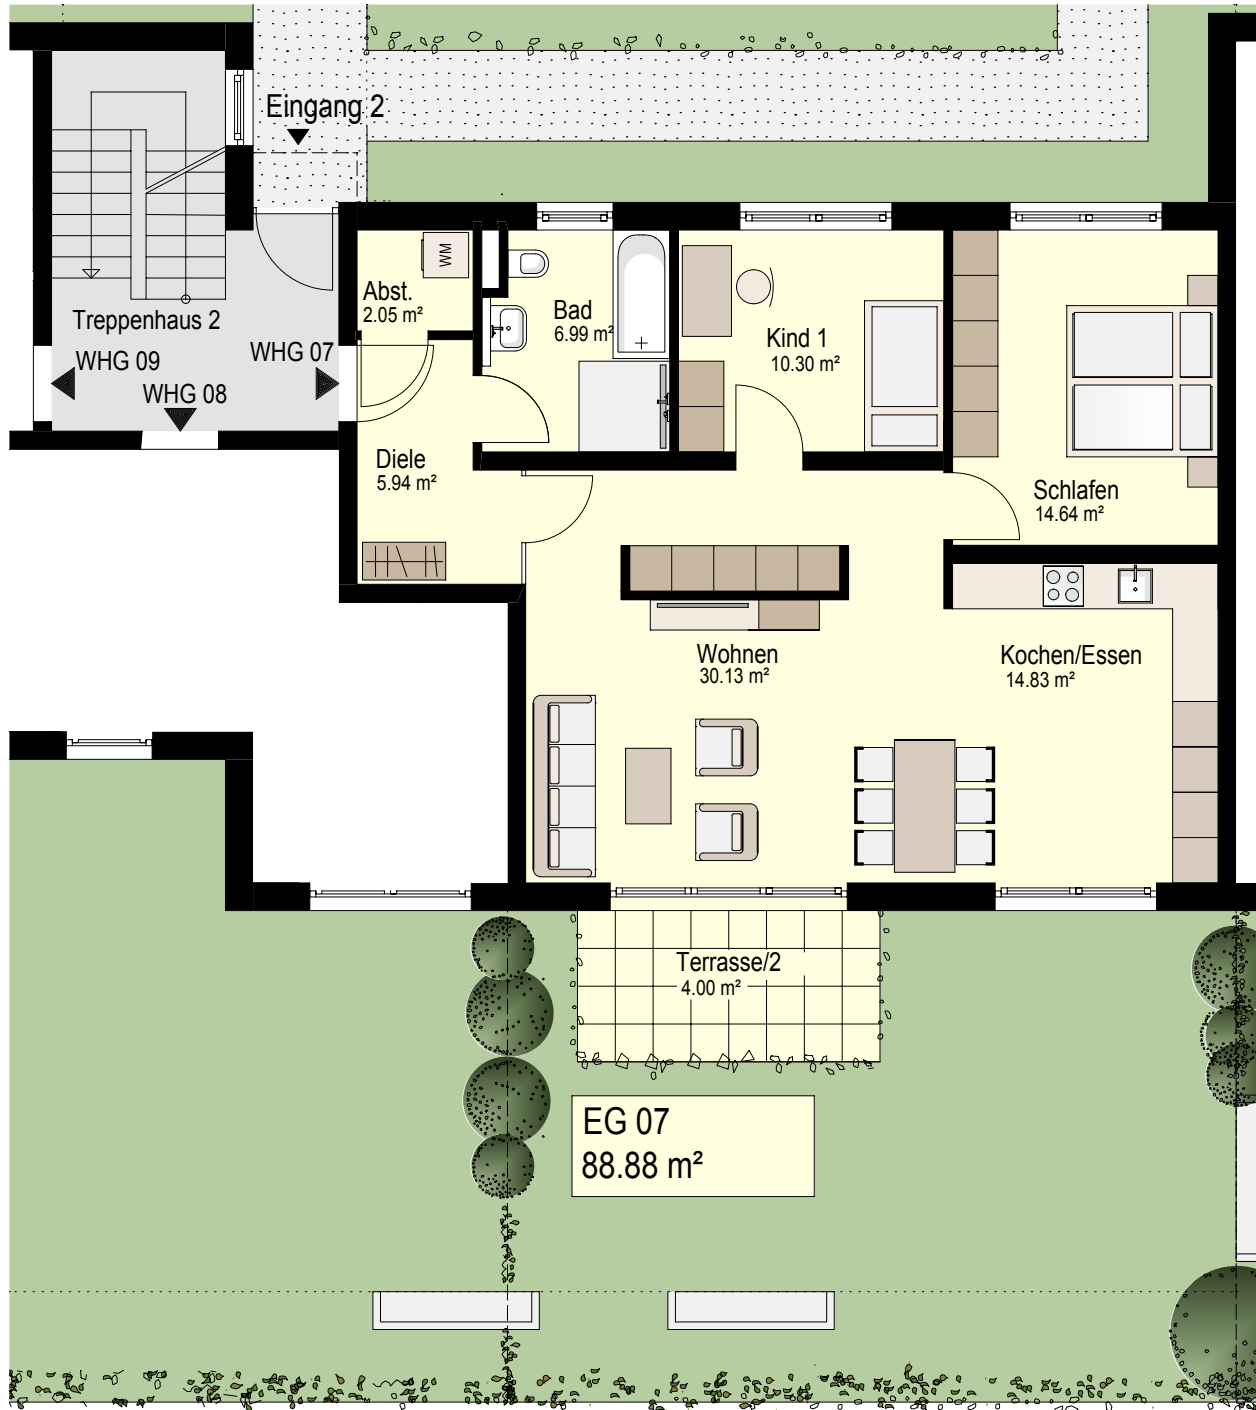 Eingang 2
WM
Abst.
2.05 m²
Bad
6.99 m²
Kind 1
10.30 m²
Treppenhaus 2
WHG 07
WHG 09
WHG 08
Diele
5.94 m²
Schlafen
14.64 m²
Wohnen
30.13 m²
Kochen/Essen
14.83 m²
Terrasse/2
4.00 m²
EG 07
88.88 m²